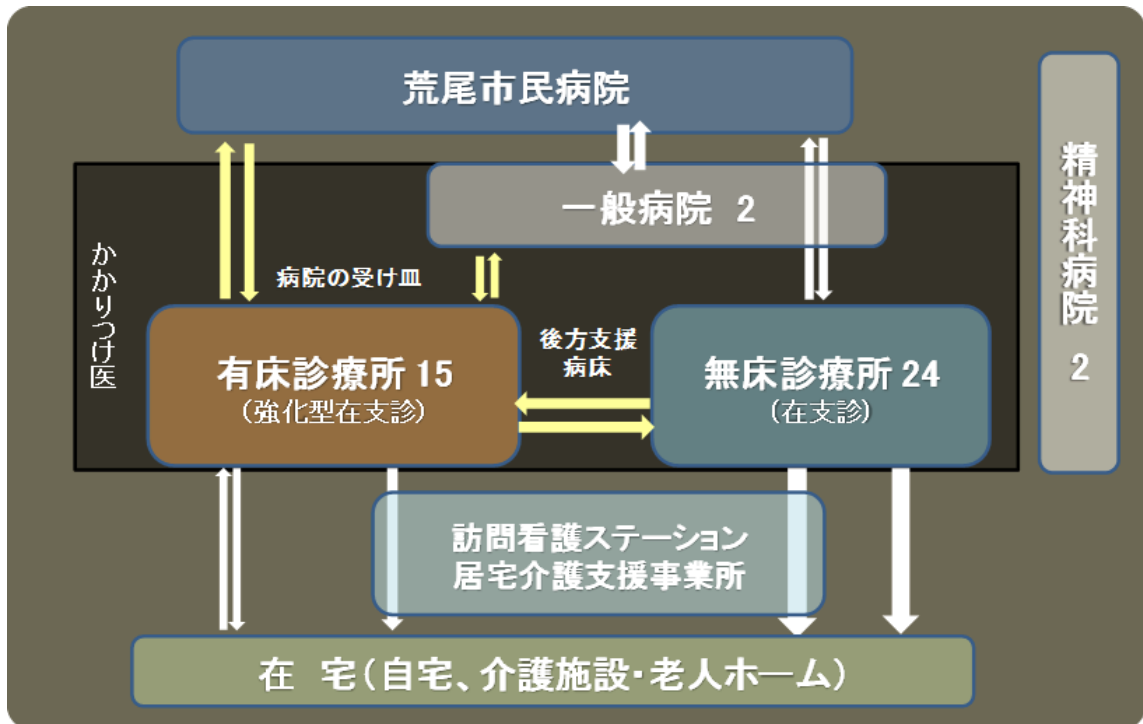 荒尾市民病院
一般病院 2
精神科病院 2
かかりつけ医
病院の受け皿
有床診療所 15
(強化型在支診)
後方支援
病床
無床診療所 24
(在支診)
訪問看護ステーション
居宅介護支援事業所
在 宅(自宅、介護施設・老人ホーム)